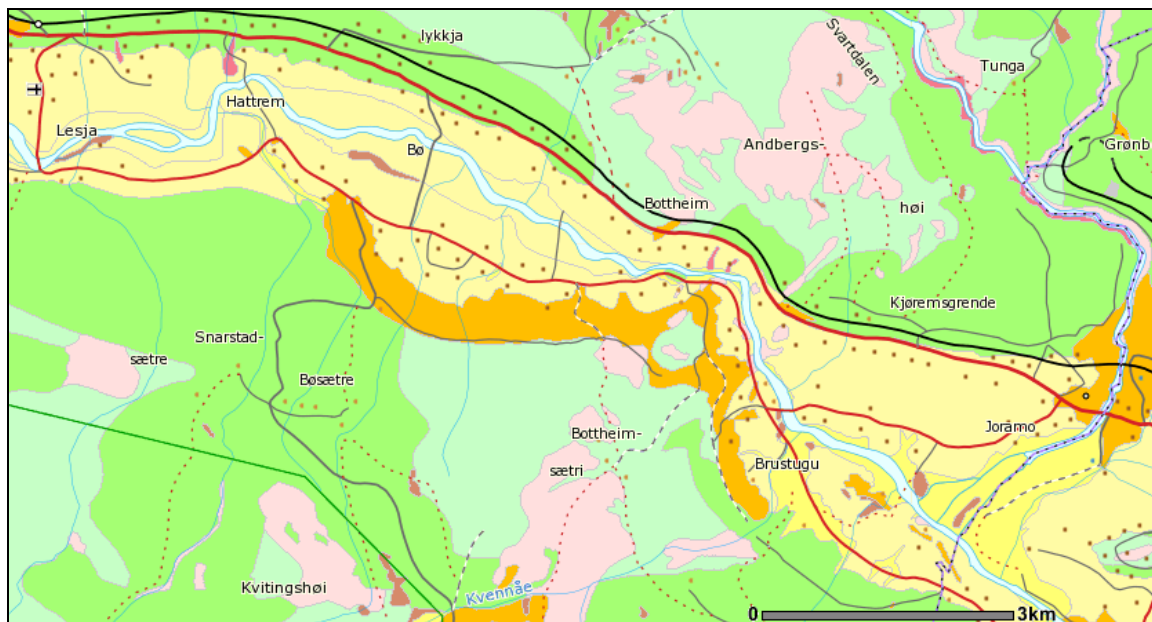 lykkja
Svartdalen
Tunga
Hattrem
Lesja
Bø
Andbergs-
Grønb
Bottheim
høi
Kjøremsgrende
Snarstad-
sætre
Bøsætre
Bottheim-
Joramo
sætri
Brustugu
Kvitingshøi
Kvennåe
0 3km